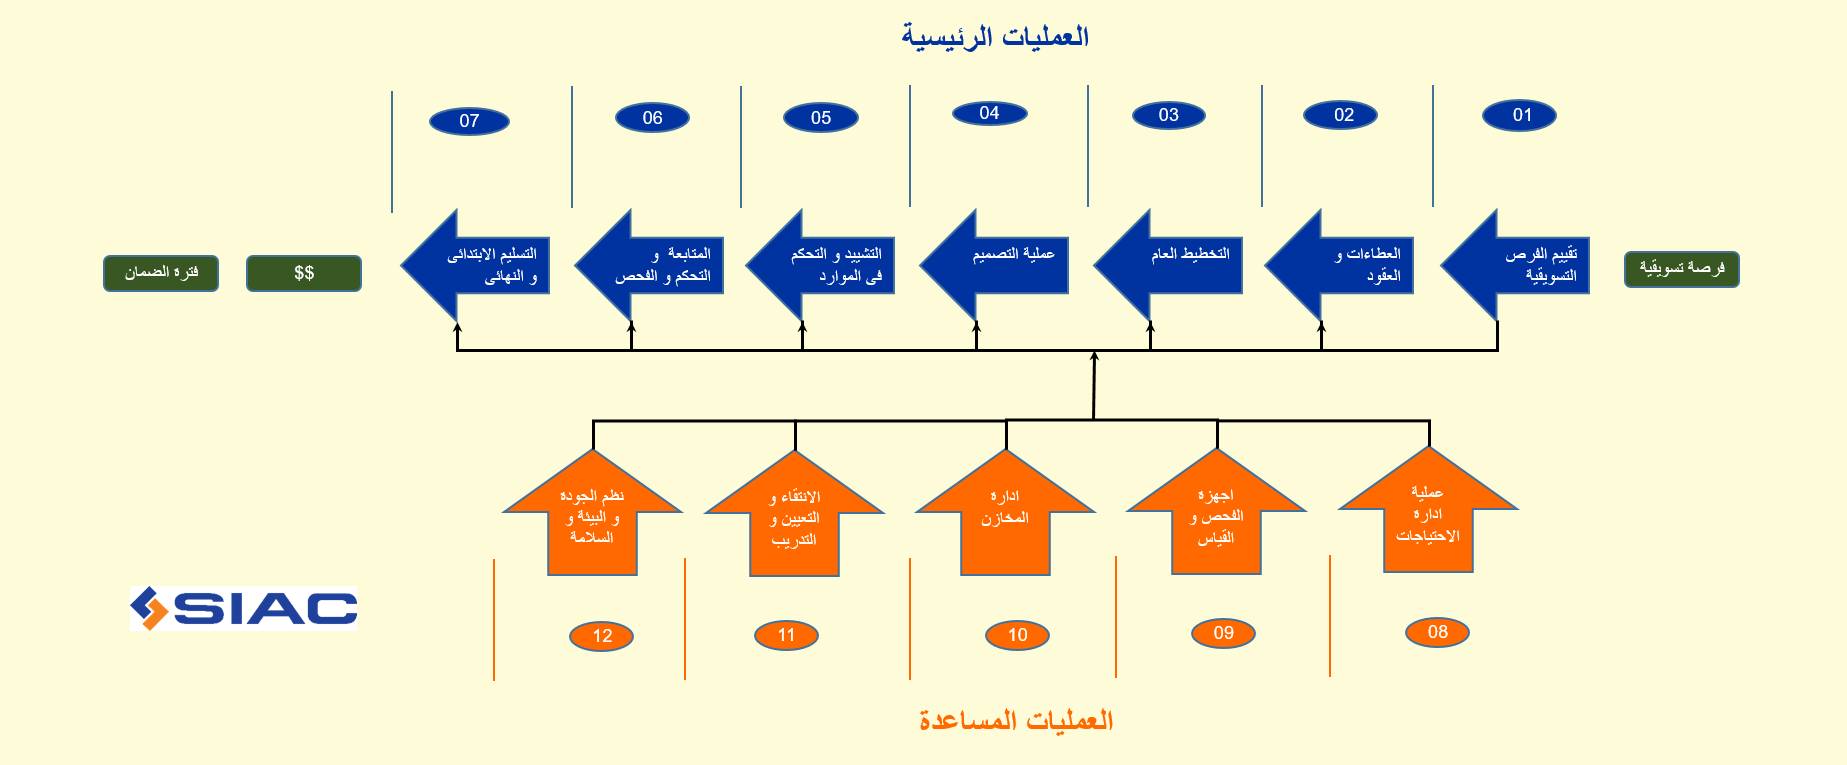 العمليات الرئيسية
01
02
03
04
05
06
07
فرصة تسويقية
تقييم الفرص
التسويقية
العطاءات و
العقود
التخطيط العام
عملية التصميم
التشييد و التحكم
فى الموارد
المتابعة و
التحكم و الفحص
التسليم الابتدائى
و النهائى
$$
فترة الضمان
عملية
ادارة
الاحتياجات
اجهزة
الفحص و
القياس
ادارة
المخازن
الانتقاء و
التعيين و
التدريب
نظم الجودة
و البيئة و
السلامة
08
09
10
11
12
SIAC
العمليات المساعدة